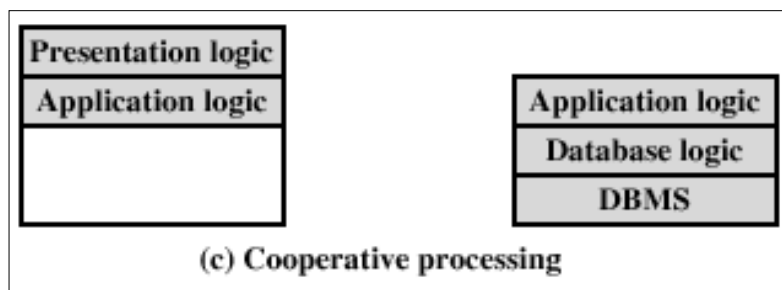 Presentation logic
Application logic
Application logic
Database logic
DBMS
(c) Cooperative processing